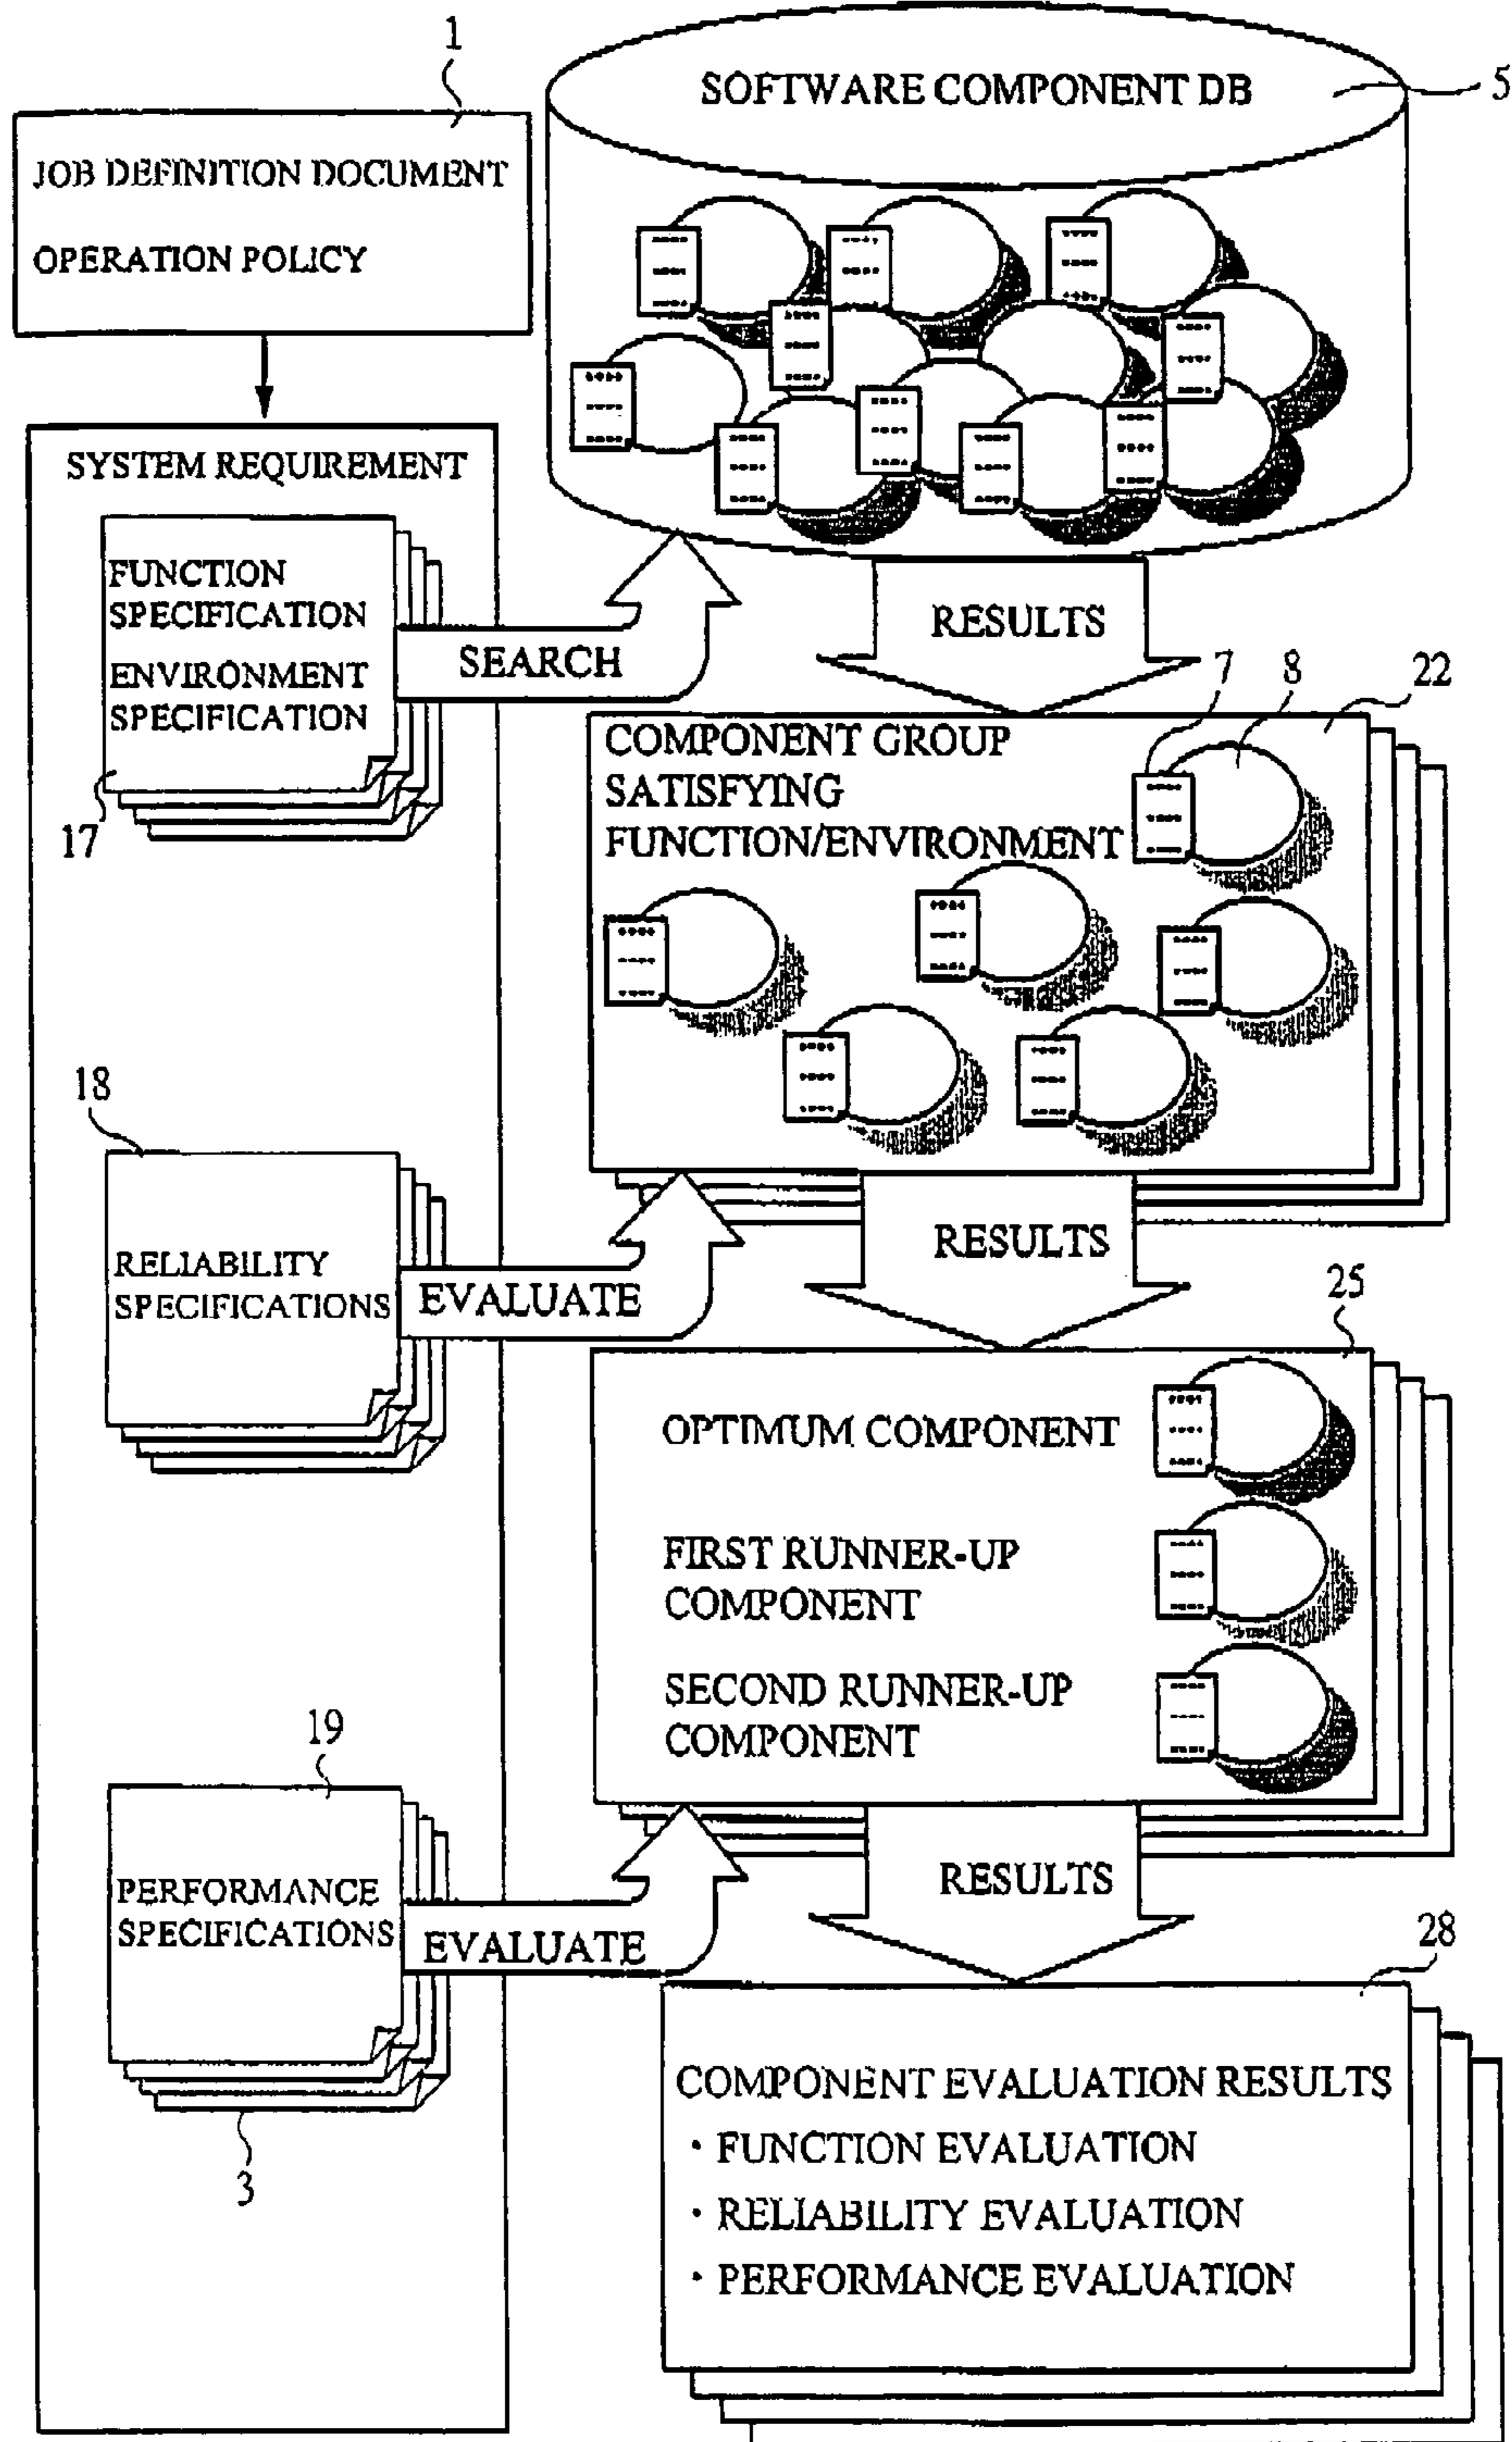 1
JOB DEFINITION DOCUMENT
OPERATION POLICY
SOFTWARE COMPONENT DB
5
SYSTEM REQUIREMENT
FUNCTION
SPECIFICATION
ENVIRONMENT
SPECIFICATION
17
SEARCH
RESULTS
7
8
22
COMPONENT GROUP
SATISFYING
FUNCTION/ENVIRONMENT
18
RELIABILITY
SPECIFICATIONS
EVALUATE
RESULTS
25
OPTIMUM COMPONENT
FIRST RUNNER-UP
COMPONENT
SECOND RUNNER-UP
COMPONENT
19
PERFORMANCE
SPECIFICATIONS
3
EVALUATE
RESULTS
28
COMPONENT EVALUATION RESULTS
· FUNCTION EVALUATION
· RELIABILITY EVALUATION
· PERFORMANCE EVALUATION